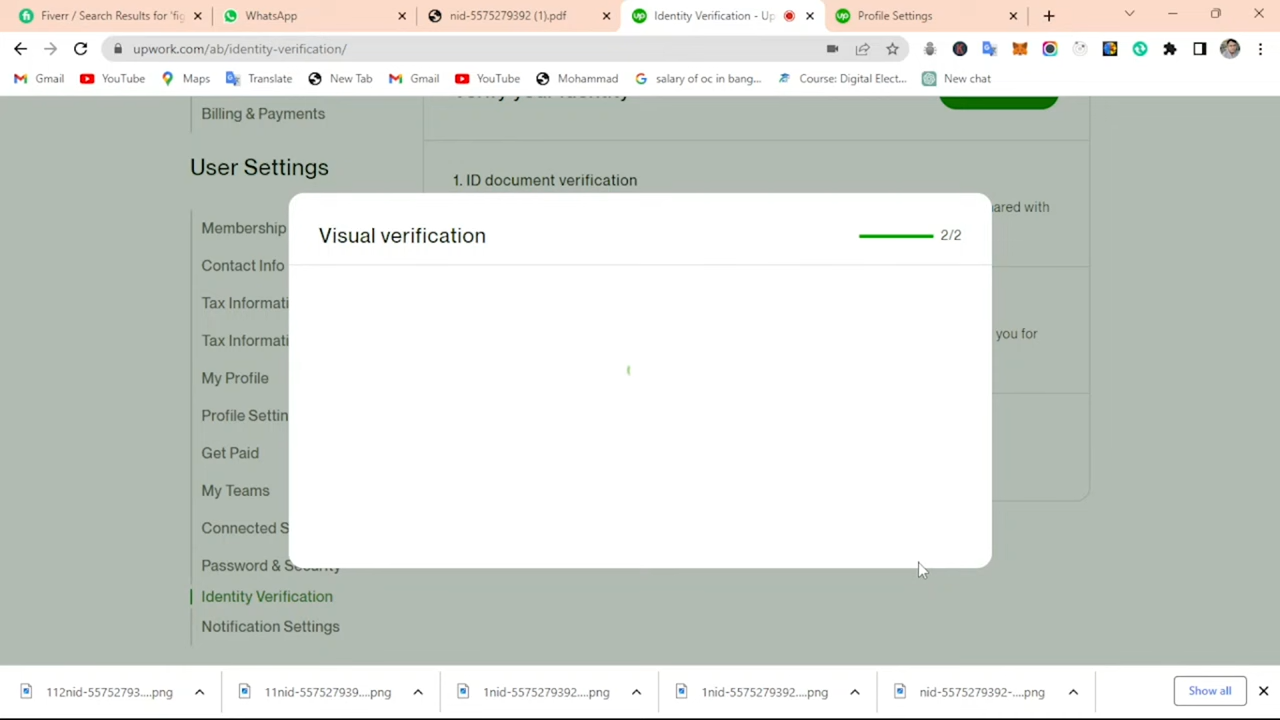 Fiverr / Search Results for 'fig
WhatsApp
nid-5575279392 (1).pdf
Identity Verification - Up
Profile Settings
upwork.com/ab/identity-verification/
Gmail
YouTube
Maps
Translate
New Tab
Gmail
YouTube
Mohammad
salary of oc in bang...
Course: Digital Elect...
New chat
Billing & Payments
User Settings
Membership
Contact Info
Tax Informati
Tax Informati
My Profile
Profile Settin
Get Paid
My Teams
Connected S
Password & Security
Identity Verification
Notification Settings
Verify your identity
1. ID document verification
ared with
you for
Visual verification
2/2
112nid-55752793....png
11nid-557527939....png
1nid-5575279392....png
1nid-5575279392....png
nid-5575279392-....png
Show all